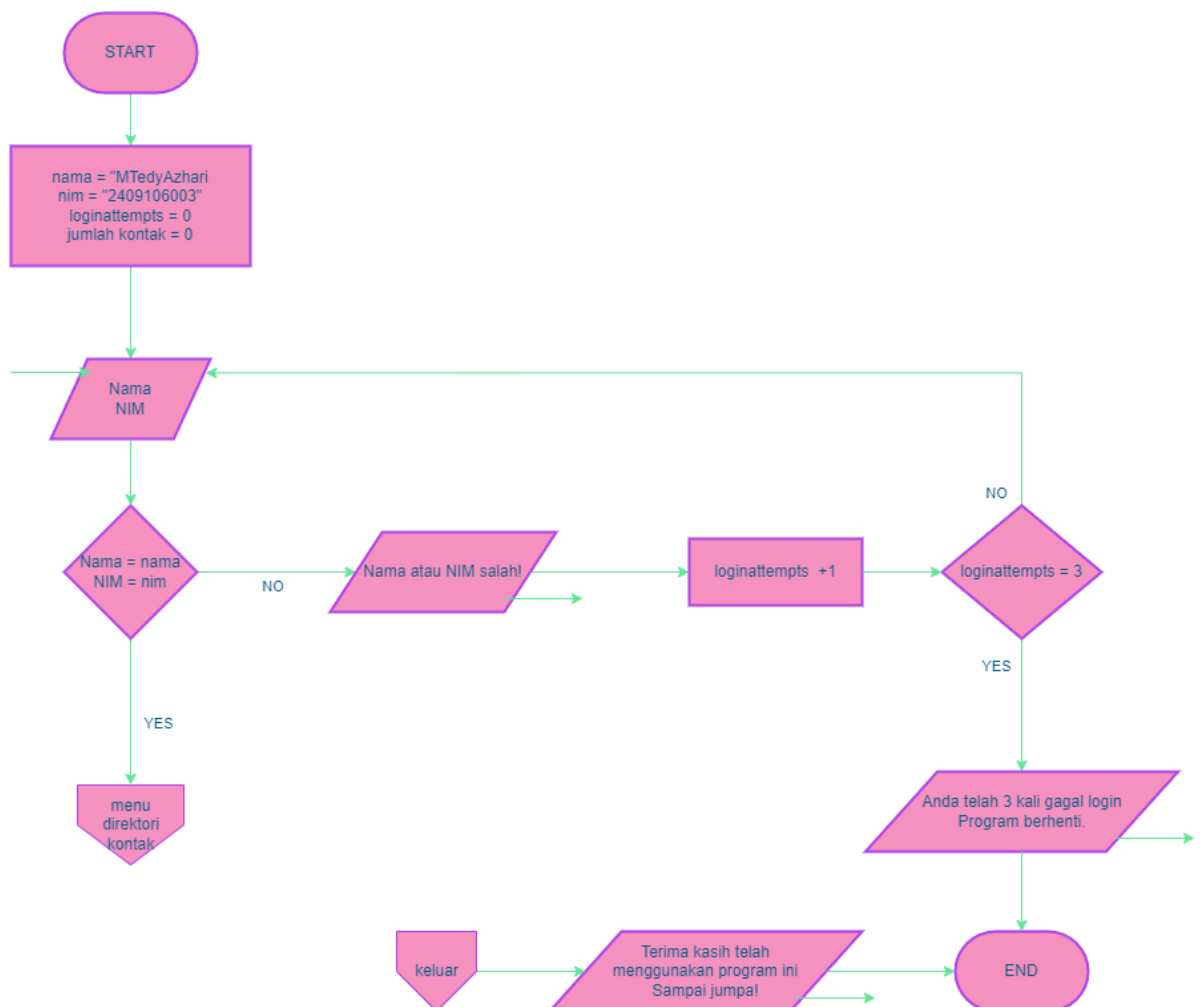 START
nama = "MTedyAzhari
nim = "2409106003"
loginattempts = 0
jumlah kontak = 0
Nama
NIM
Nama = nama
NIM = nim
NO
Nama atau NIM salah!
loginattempts +1
loginattempts = 3
NO
YES
YES
menu
direktori
kontak
Anda telah 3 kali gagal login
Program berhenti.
keluar
Terima kasih telah
menggunakan program ini
Sampai jumpa!
END